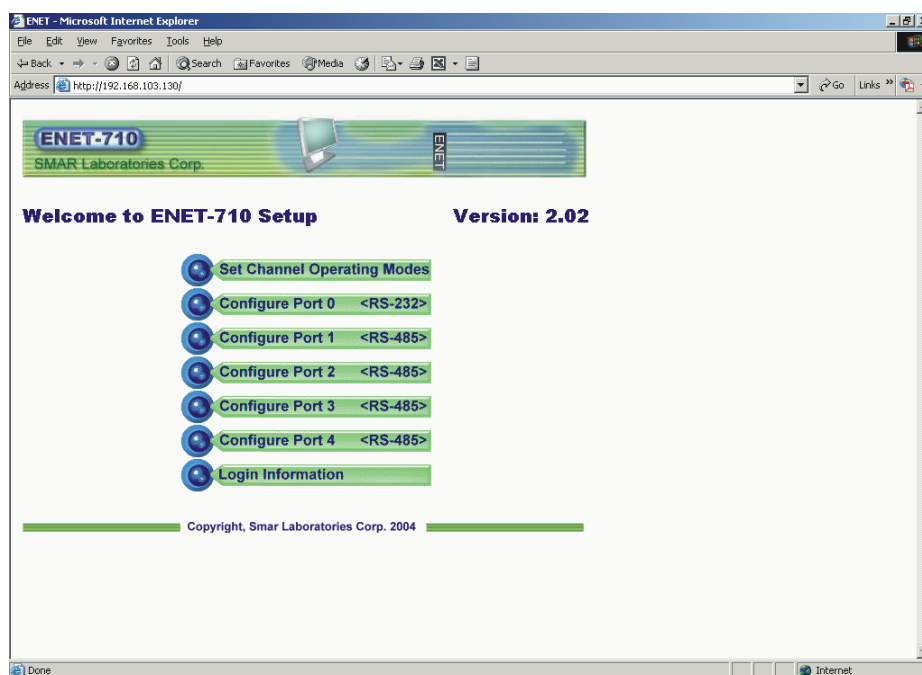 ENET - Microsoft Internet Explorer
File Edit View Favorites Tools Help
Back Search Favorites Media
Address http://192.168.103.130/ Go Links »
ENET-710
SMAR Laboratories Corp.
ENET
Welcome to ENET-710 Setup Version: 2.02
Set Channel Operating Modes
Configure Port 0 <RS-232>
Configure Port 1 <RS-485>
Configure Port 2 <RS-485>
Configure Port 3 <RS-485>
Configure Port 4 <RS-485>
Login Information
Copyright, Smar Laboratories Corp. 2004
Done Internet